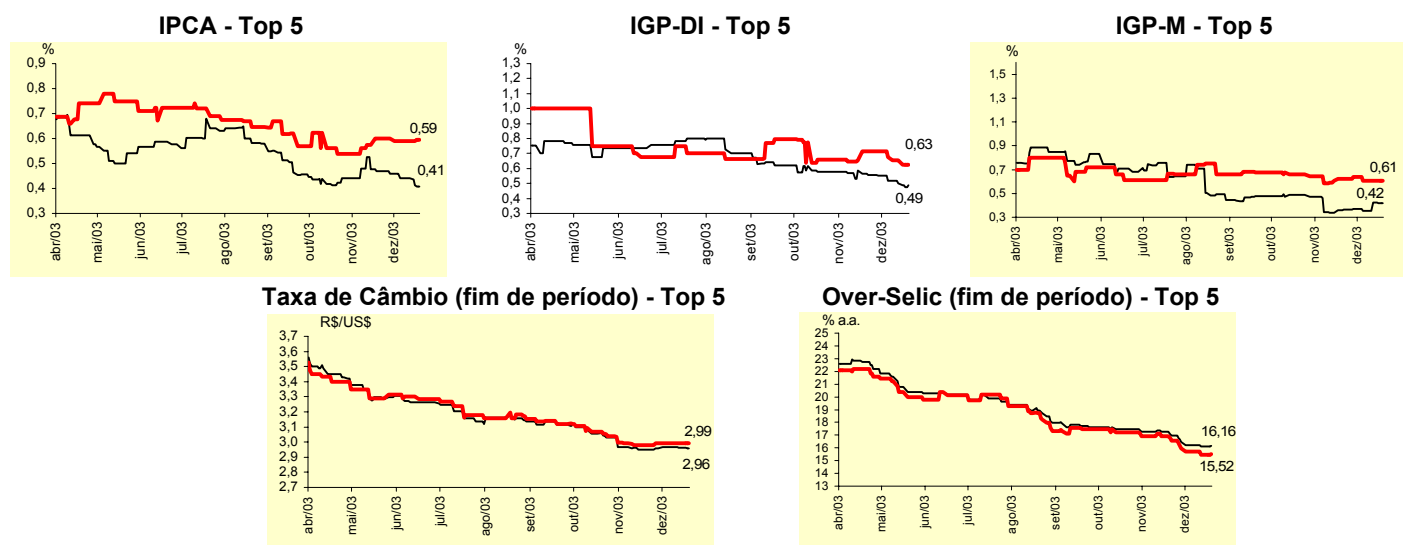 IPCA - Top 5
%
0,9
0,8
0,7
0,6
0,5
0,4
0,3
0,59
0,41
abr/03
mai/03
jun/03
jul/03
ago/03
set/03
out/03
nov/03
dez/03
IGP-DI - Top 5
%
1,3
1,2
1,1
1,0
0,9
0,8
0,7
0,6
0,5
0,4
0,3
0,63
0,49
abr/03
mai/03
jun/03
jul/03
ago/03
set/03
out/03
nov/03
dez/03
IGP-M - Top 5
%
1,5
1,3
1,1
0,9
0,7
0,5
0,3
0,61
0,42
abr/03
mai/03
jun/03
jul/03
ago/03
set/03
out/03
nov/03
dez/03
Taxa de Câmbio (fim de período) - Top 5
R$/US$
3,7
3,6
3,5
3,4
3,3
3,2
3,1
3,0
2,9
2,8
2,7
2,99
2,96
abr/03
mai/03
jun/03
jul/03
ago/03
set/03
out/03
nov/03
dez/03
Over-Selic (fim de período) - Top 5
% a.a.
25
24
23
22
21
20
19
18
17
16
15
14
13
16,16
15,52
abr/03
mai/03
jun/03
jul/03
ago/03
set/03
out/03
nov/03
dez/03